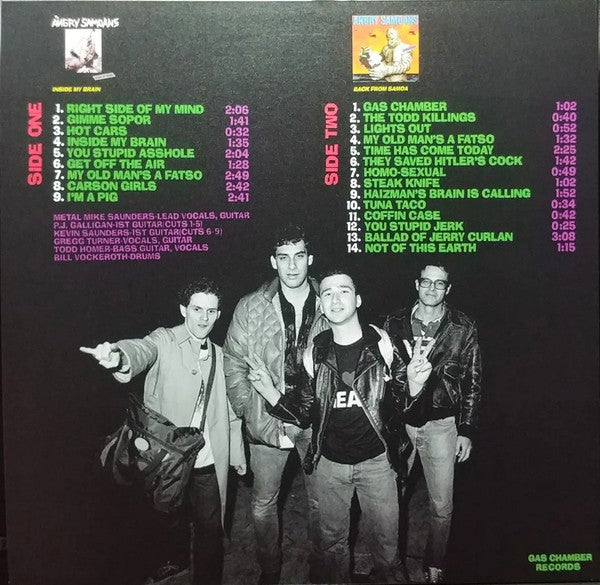 ANGRY SAMOANS
ANGRY SAMOANS
INSIDE MY BRAIN
BACK FROM SAMOA
SIDE ONE
1. RIGHT SIDE OF MY MIND 2:06
2. GIMME SOPOR 1:41
3. HOT CARS 0:32
4. INSIDE MY BRAIN 1:35
5. YOU STUPID ASSHOLE 2:04
6. GET OFF THE AIR 1:28
7. MY OLD MAN'S A FATSO 2:49
8. CARSON GIRLS 2:42
9. I'M A PIG 2:41
METAL MIKE SAUNDERS-LEAD VOCALS, GUITAR
P.J. GALLIGAN-1ST GUITAR(CUTS 1-5)
KEVIN SAUNDERS-1ST GUITAR(CUTS 6-9)
GREGG TURNER-VOCALS, GUITAR
TODD HOMER-BASS GUITAR, VOCALS
BILL VOCKEROTH-DRUMS
SIDE TWO
1. GAS CHAMBER 1:02
2. THE TODD KILLINGS 0:40
3. LIGHTS OUT 0:52
4. MY OLD MAN'S A FATSO 1:32
5. TIME HAS COME TODAY 2:25
6. THEY SAVED HITLER'S COCK 1:42
7. HOMO-SEXUAL 0:49
8. STEAK KNIFE 1:02
9. HAIZMAN'S BRAIN IS CALLING 1:52
10. TUNA TACO 0:34
11. COFFIN CASE 0:42
12. YOU STUPID JERK 0:25
13. BALLAD OF JERRY CURLAN 3:08
14. NOT OF THIS EARTH 1:15
GAS CHAMBER
RECORDS